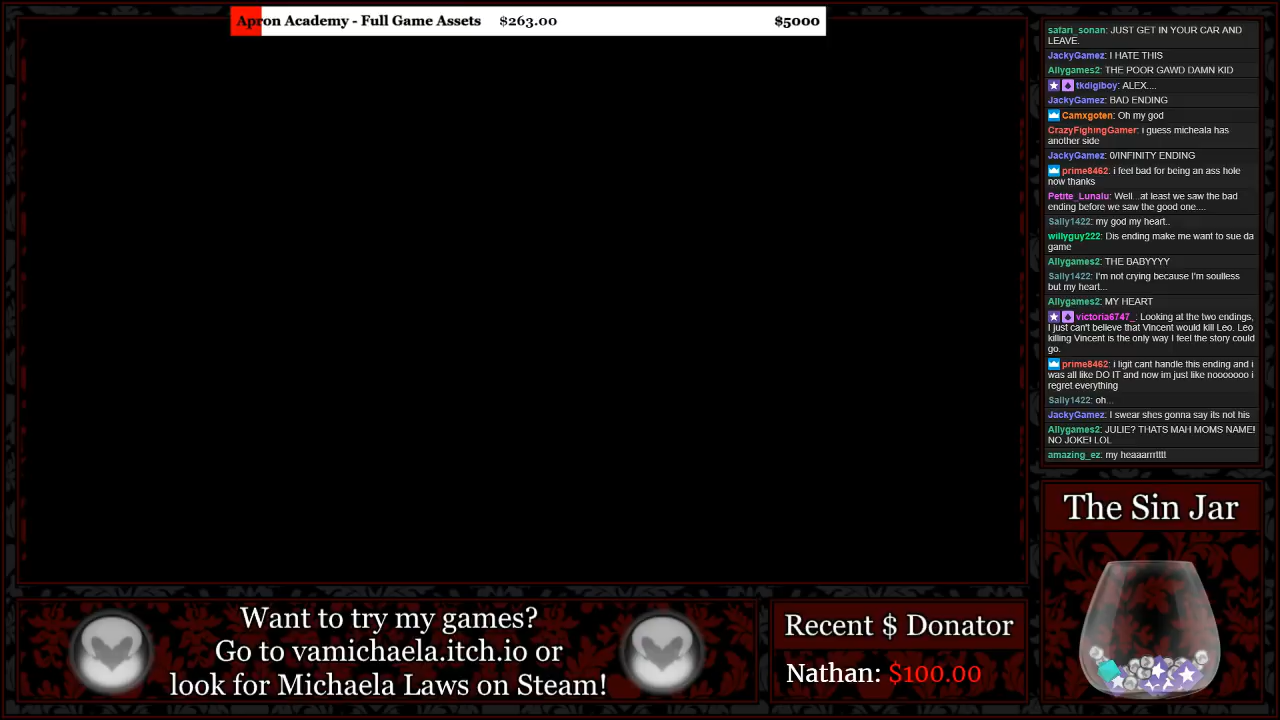 Apron Academy - Full Game Assets $263.00 $5000
safari_sonan: JUST GET IN YOUR CAR AND
LEAVE.
JackyGamez: I HATE THIS
Allygames2: THE POOR GAWD DAMN KID
tkdigiboy: ALEX....
JackyGamez: BAD ENDING
Camxgoten: Oh my god
CrazyFighingGamer: i guess micheala has
another side
JackyGamez: 0/INFINITY ENDING
prime8462: i feel bad for being an ass hole
now thanks
Petite_Lunalu: Well...at least we saw the bad
ending before we saw the good one....
Sally1422: my god my heart..
willyguy222: Dis ending make me want to sue da
game
Allygames2: THE BABYYYY
Sally1422: I'm not crying because I'm soulless
but my heart...
Allygames2: MY HEART
victoria6747_: Looking at the two endings,
I just can't believe that Vincent would kill Leo. Leo
killing Vincent is the only way I feel the story could
go.
prime8462: i ligit cant handle this ending and i
was all like DO IT and now im just like nooooooo i
regret everything
Sally1422: oh...
JackyGamez: I swear shes gonna say its not his
Allygames2: JULIE? THATS MAH MOMS NAME!
NO JOKE! LOL
amazing_ez: my heaaarrrtttt
The Sin Jar
Want to try my games?
Go to vamichaela.itch.io or
look for Michaela Laws on Steam!
Recent $ Donator
Nathan: $100.00